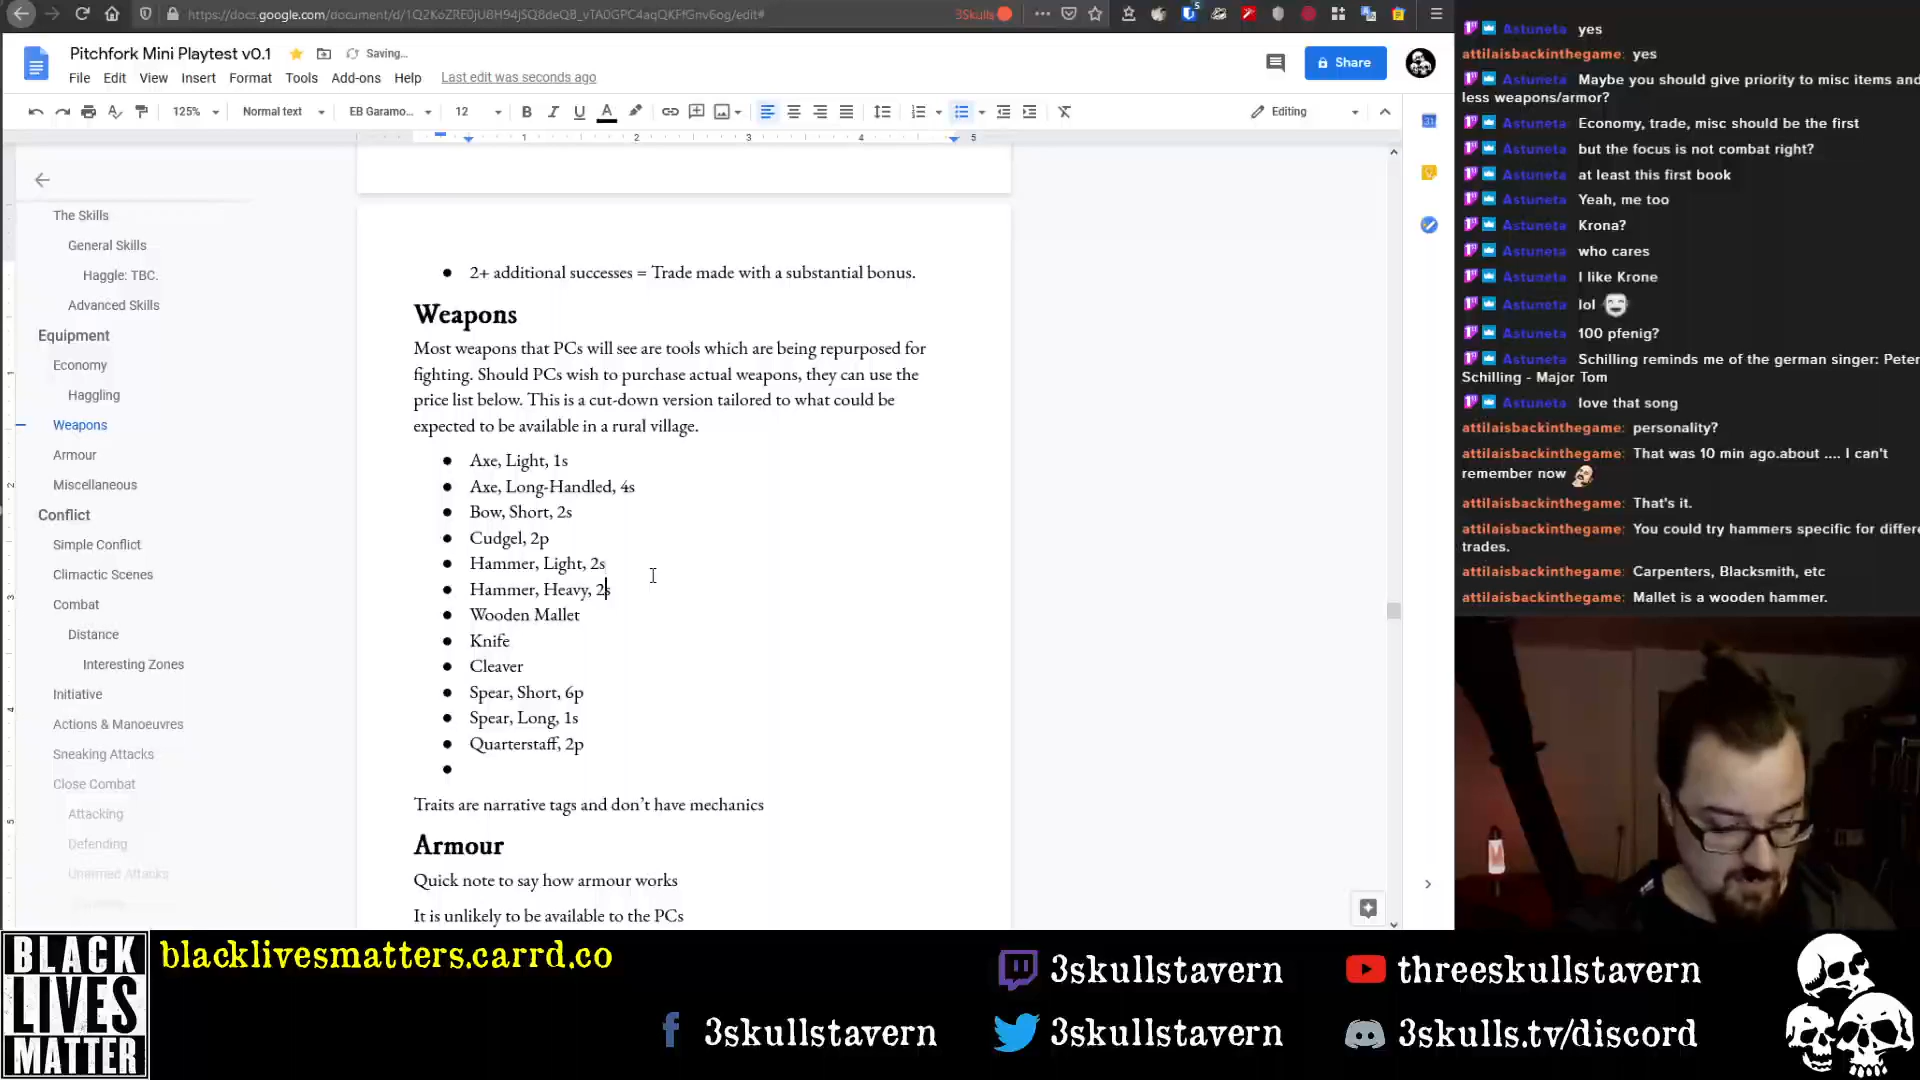 https://docs.google.com/document/d/1Q2KoZRE0jU8H94jSQ8deQB_vTA0GPC4aqQKFfGnv6og/edit#
3Skulls
Pitchfork Mini Playtest v0.1
Saving...
File Edit View Insert Format Tools Add-ons Help Last edit was seconds ago
Share
125% Normal text EB Garamo... 12 B I U A Editing
1 2 3 4 5
The Skills
General Skills
Haggle: TBC.
Advanced Skills
Equipment
Economy
Haggling
Weapons
Armour
Miscellaneous
Conflict
Simple Conflict
Climactic Scenes
Combat
Distance
Interesting Zones
Initiative
Actions & Manoeuvres
Sneaking Attacks
Close Combat
Attacking
Defending
Unarmed Attacks
● 2+ additional successes = Trade made with a substantial bonus.
Weapons
Most weapons that PCs will see are tools which are being repurposed for
fighting. Should PCs wish to purchase actual weapons, they can use the
price list below. This is a cut-down version tailored to what could be
expected to be available in a rural village.
● Axe, Light, 1s
● Axe, Long-Handled, 4s
● Bow, Short, 2s
● Cudgel, 2p
● Hammer, Light, 2s
● Hammer, Heavy, 2s
● Wooden Mallet
● Knife
● Cleaver
● Spear, Short, 6p
● Spear, Long, 1s
● Quarterstaff, 2p
●
Traits are narrative tags and don’t have mechanics
Armour
Quick note to say how armour works
It is unlikely to be available to the PCs
Astuneta yes
attilaisbackinthegame: yes
Astuneta Maybe you should give priority to misc items and
less weapons/armor?
Astuneta Economy, trade, misc should be the first
Astuneta but the focus is not combat right?
Astuneta at least this first book
Astuneta Yeah, me too
Astuneta Krona?
Astuneta who cares
Astuneta I like Krone
Astuneta lol
Astuneta 100 pfenig?
Astuneta Schilling reminds me of the german singer: Peter
Schilling - Major Tom
Astuneta love that song
attilaisbackinthegame: personality?
attilaisbackinthegame: That was 10 min ago.about .... I can't
remember now
attilaisbackinthegame: That's it.
attilaisbackinthegame: You could try hammers specific for differe
trades.
attilaisbackinthegame: Carpenters, Blacksmith, etc
attilaisbackinthegame: Mallet is a wooden hammer.
BLACK
LIVES
MATTER
blacklivesmatters.carrd.co
3skullstavern threeskullstavern
3skullstavern 3skullstavern 3skulls.tv/discord